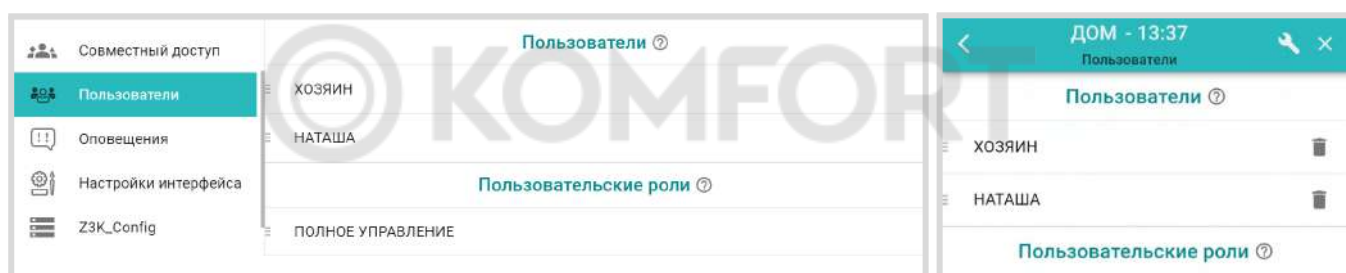 Совместный доступ
Пользователи
Оповещения
Настройки интерфейса
Z3K_Config
Пользователи
ХОЗЯИН
НАТАША
Пользовательские роли
ПОЛНОЕ УПРАВЛЕНИЕ
KOMFORT
ДОМ - 13:37
Пользователи
Пользователи
ХОЗЯИН
НАТАША
Пользовательские роли